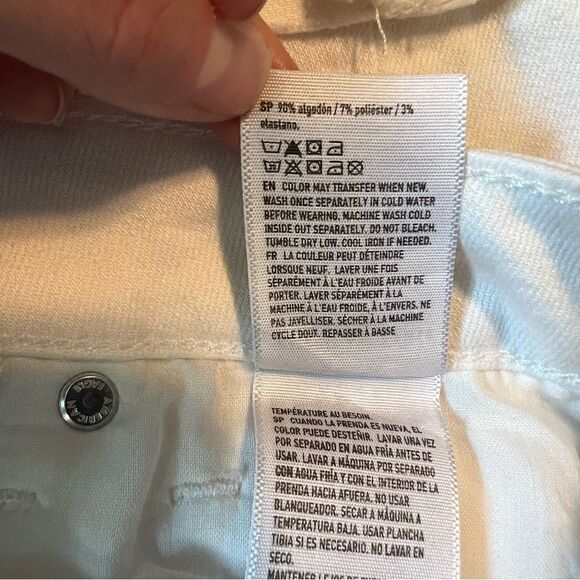 SP 90% algodón / 7% poliéster / 3%
elastano.
EN COLOR MAY TRANSFER WHEN NEW.
WASH ONCE SEPARATELY IN COLD WATER
BEFORE WEARING. MACHINE WASH COLD
INSIDE OUT SEPARATELY. DO NOT BLEACH.
TUMBLE DRY LOW. COOL IRON IF NEEDED.
FR LA COULEUR PEUT DÉTEINDRE
LORSQUE NEUF. LAVER UNE FOIS
SÉPARÉMENT À L'EAU FROIDE AVANT DE
PORTER. LAVER SÉPARÉMENT À LA
MACHINE À L'EAU FROIDE, À L'ENVERS. NE
PAS JAVELLISER. SÉCHER À LA MACHINE
CYCLE DOUX. REPASSER À BASSE
TEMPÉRATURE AU BESOIN.
SP CUANDO LA PRENDA ES NUEVA, EL
COLOR PUEDE DESTEÑIR. LAVAR UNA VEZ
POR SEPARADO EN AGUA FRÍA ANTES DE
USAR. LAVAR A MÁQUINA POR SEPARADO
CON AGUA FRÍA Y CON EL INTERIOR DE LA
PRENDA HACIA AFUERA. NO USAR
BLANQUEADOR. SECAR A MÁQUINA A
TEMPERATURA BAJA. USAR PLANCHA
TIBIA SI ES NECESARIO. NO LAVAR EN
SECO.
AMERICAN
EAGLE